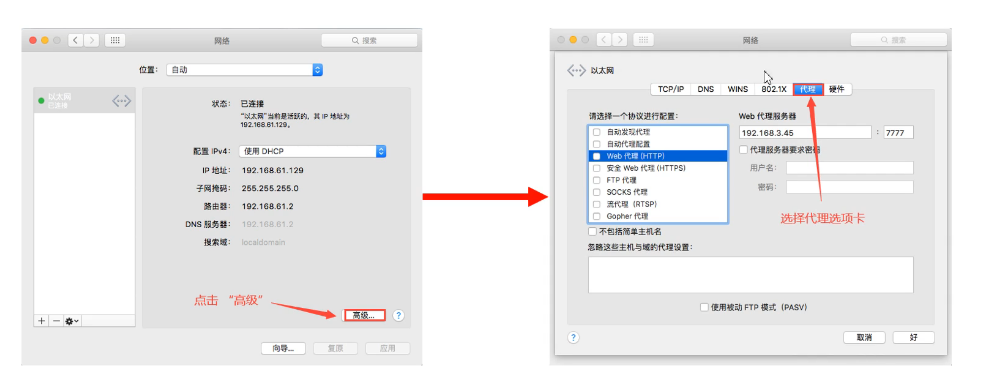 网络
搜索
位置： 自动
以太网
已连接
状态： 已连接
“以太网”当前是活跃的，其 IP 地址为
192.168.61.129。
配置 IPv4： 使用 DHCP
IP 地址： 192.168.61.129
子网掩码： 255.255.255.0
路由器： 192.168.61.2
DNS 服务器： 192.168.61.2
搜索域： localdomain
点击 “高级”
高级...
?
+ −
向导... 复原 应用
网络
搜索
以太网
TCP/IP DNS WINS 802.1X 代理 硬件
请选择一个协议进行配置：
自动发现代理
自动代理配置
Web 代理 (HTTP)
安全 Web 代理 (HTTPS)
FTP 代理
SOCKS 代理
流代理 (RTSP)
Gopher 代理
Web 代理服务器
192.168.3.45 : 7777
代理服务器要求密码
用户名：
密码：
选择代理选项卡
不包括简单主机名
忽略这些主机与域的代理设置：
使用被动 FTP 模式 (PASV)
?
取消 好